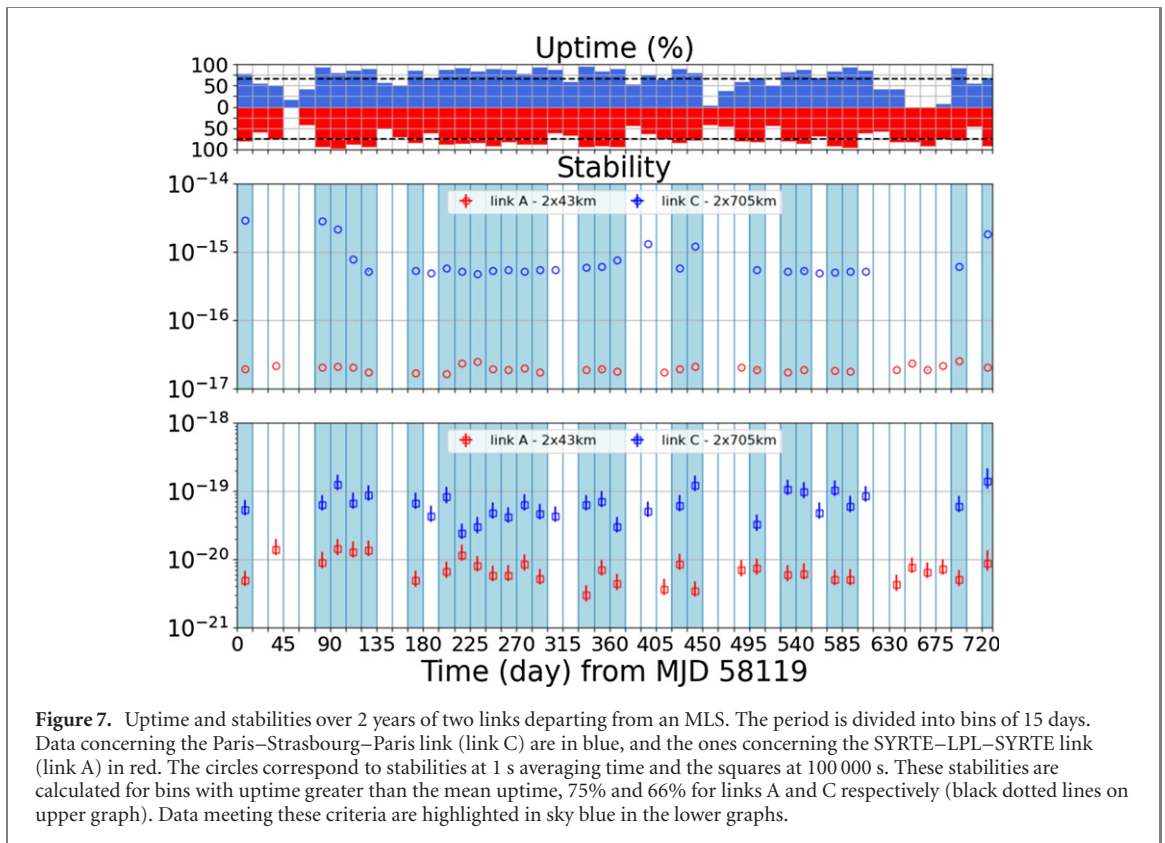 Uptime (%)
100
50
0
50
100
Stability
10−14
link A - 2x43km link C - 2x705km
10−15
10−16
10−17
10−18
link A - 2x43km link C - 2x705km
10−19
10−20
10−21
0 45 90 135 180 225 270 315 360 405 450 495 540 585 630 675 720
Time (day) from MJD 58119
Figure 7. Uptime and stabilities over 2 years of two links departing from an MLS. The period is divided into bins of 15 days.
Data concerning the Paris–Strasbourg–Paris link (link C) are in blue, and the ones concerning the SYRTE–LPL–SYRTE link
(link A) in red. The circles correspond to stabilities at 1 s averaging time and the squares at 100 000 s. These stabilities are
calculated for bins with uptime greater than the mean uptime, 75% and 66% for links A and C respectively (black dotted lines on
upper graph). Data meeting these criteria are highlighted in sky blue in the lower graphs.